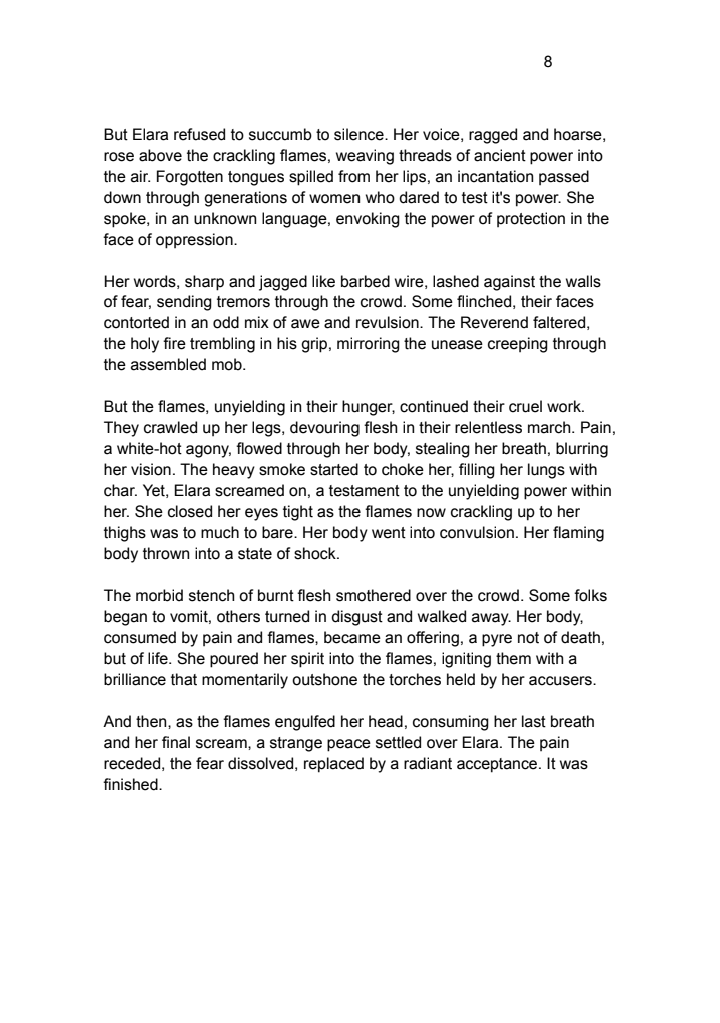 8
But Elara refused to succumb to silence. Her voice, ragged and hoarse,
rose above the crackling flames, weaving threads of ancient power into
the air. Forgotten tongues spilled from her lips, an incantation passed
down through generations of women who dared to test it's power. She
spoke, in an unknown language, envoking the power of protection in the
face of oppression.
Her words, sharp and jagged like barbed wire, lashed against the walls
of fear, sending tremors through the crowd. Some flinched, their faces
contorted in an odd mix of awe and revulsion. The Reverend faltered,
the holy fire trembling in his grip, mirroring the unease creeping through
the assembled mob.
But the flames, unyielding in their hunger, continued their cruel work.
They crawled up her legs, devouring flesh in their relentless march. Pain,
a white-hot agony, flowed through her body, stealing her breath, blurring
her vision. The heavy smoke started to choke her, filling her lungs with
char. Yet, Elara screamed on, a testament to the unyielding power within
her. She closed her eyes tight as the flames now crackling up to her
thighs was to much to bare. Her body went into convulsion. Her flaming
body thrown into a state of shock.
The morbid stench of burnt flesh smothered over the crowd. Some folks
began to vomit, others turned in disgust and walked away. Her body,
consumed by pain and flames, became an offering, a pyre not of death,
but of life. She poured her spirit into the flames, igniting them with a
brilliance that momentarily outshone the torches held by her accusers.
And then, as the flames engulfed her head, consuming her last breath
and her final scream, a strange peace settled over Elara. The pain
receded, the fear dissolved, replaced by a radiant acceptance. It was
finished.